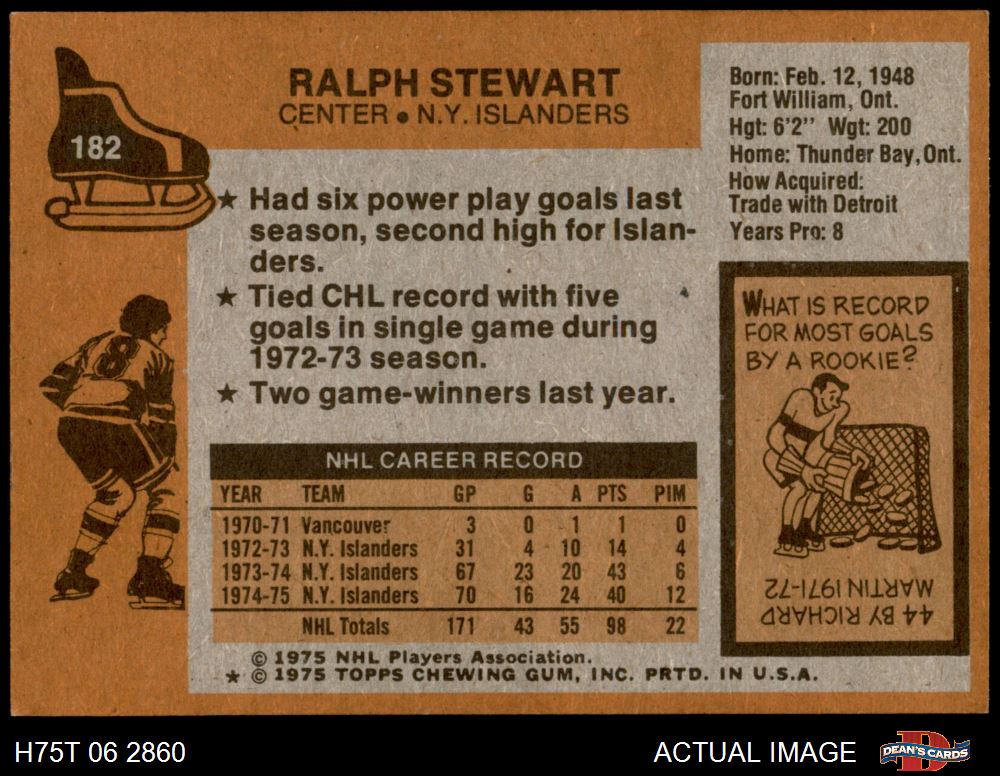 182
RALPH STEWART
CENTER • N.Y. ISLANDERS
Born: Feb. 12, 1948
Fort William, Ont.
Hgt: 6'2" Wgt: 200
Home: Thunder Bay, Ont.
How Acquired:
Trade with Detroit
Years Pro: 8
★ Had six power play goals last
season, second high for Islan-
ders.
★ Tied CHL record with five
goals in single game during
1972-73 season.
★ Two game-winners last year.
8
WHAT IS RECORD
FOR MOST GOALS
BY A ROOKIE?
44 BY RICHARD
MARTIN 1971-72
NHL CAREER RECORD
YEAR TEAM GP G A PTS PIM
1970-71 Vancouver 3 0 1 1 0
1972-73 N.Y. Islanders 31 4 10 14 4
1973-74 N.Y. Islanders 67 23 20 43 6
1974-75 N.Y. Islanders 70 16 24 40 12
NHL Totals 171 43 55 98 22
© 1975 NHL Players Association.
★ © 1975 TOPPS CHEWING GUM, INC. PRTD. IN U.S.A.
H75T 06 2860
ACTUAL IMAGE
D
DEAN'S CARDS